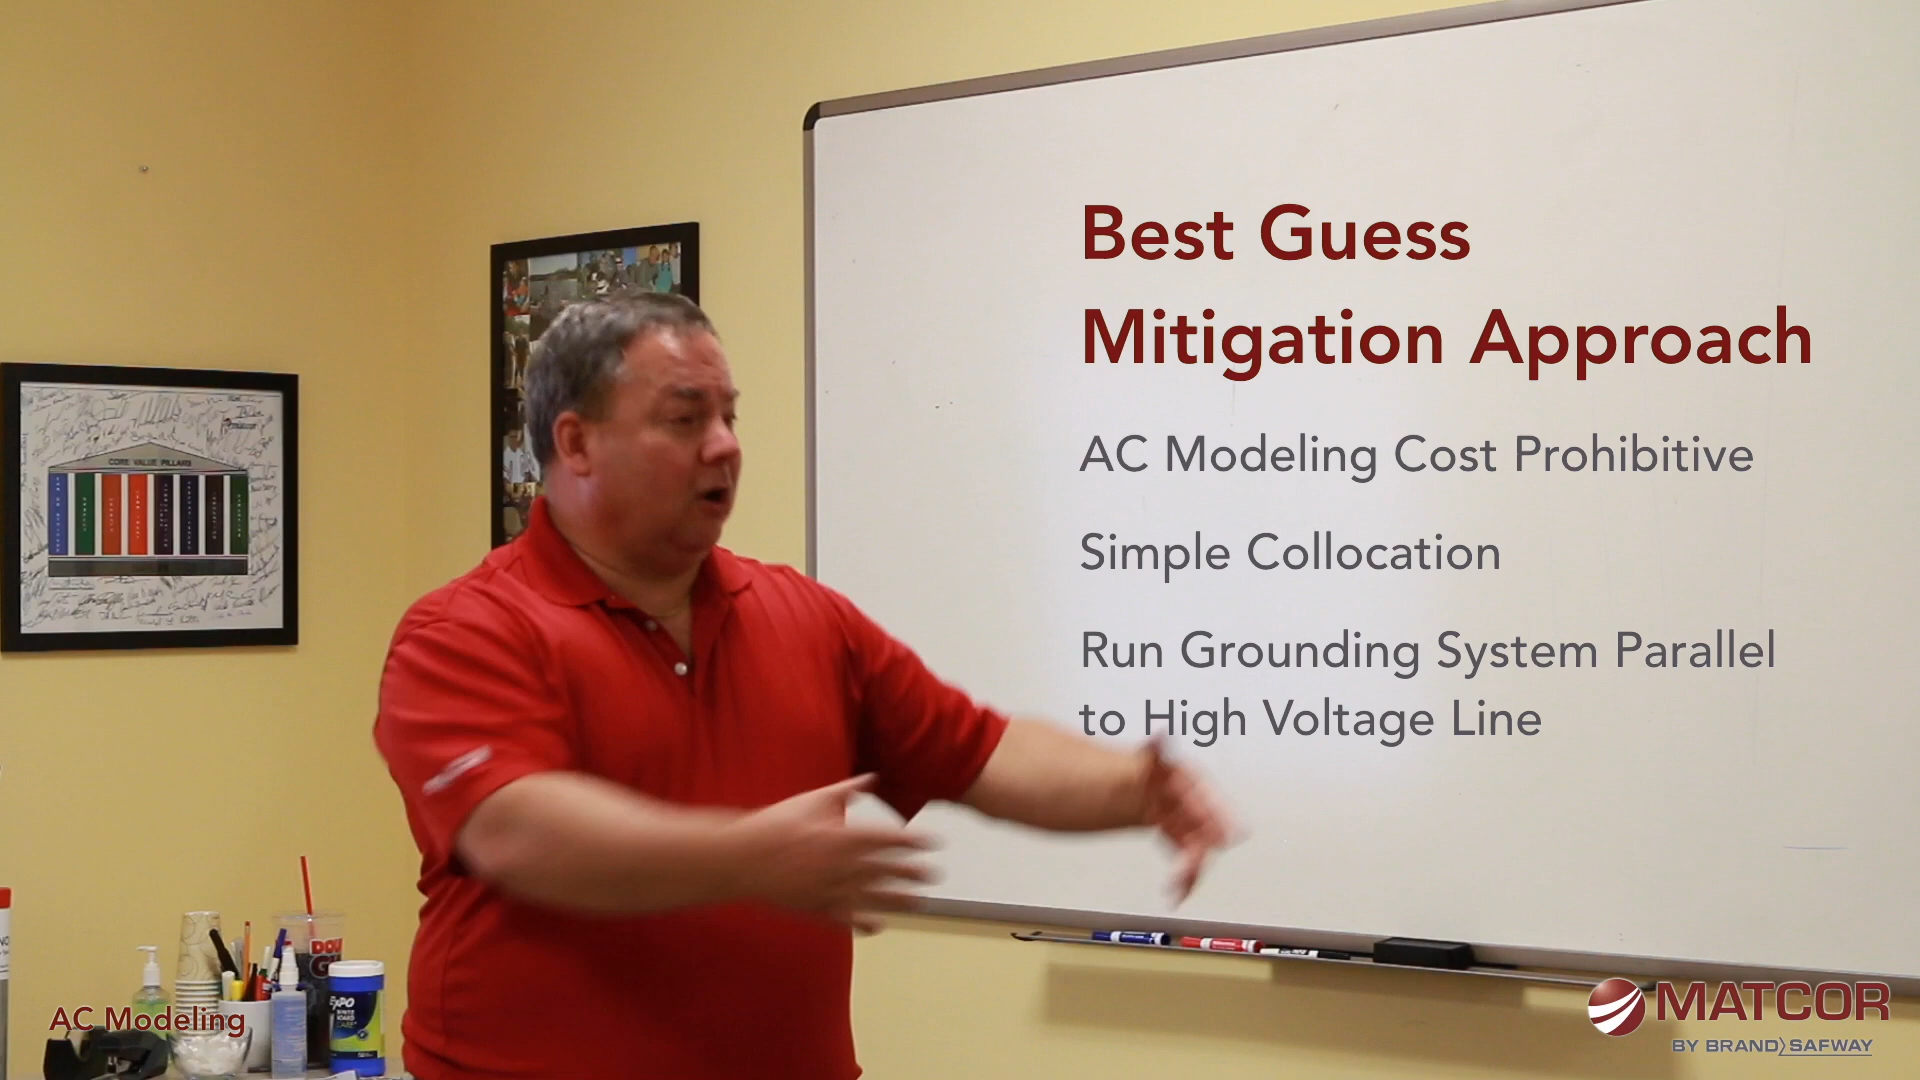 Best Guess
Mitigation Approach
AC Modeling Cost Prohibitive
Simple Collocation
Run Grounding System Parallel
to High Voltage Line
CORE VALUE PILLARS
EXPO
AC Modeling
MATCOR
BY BRAND SAFWAY